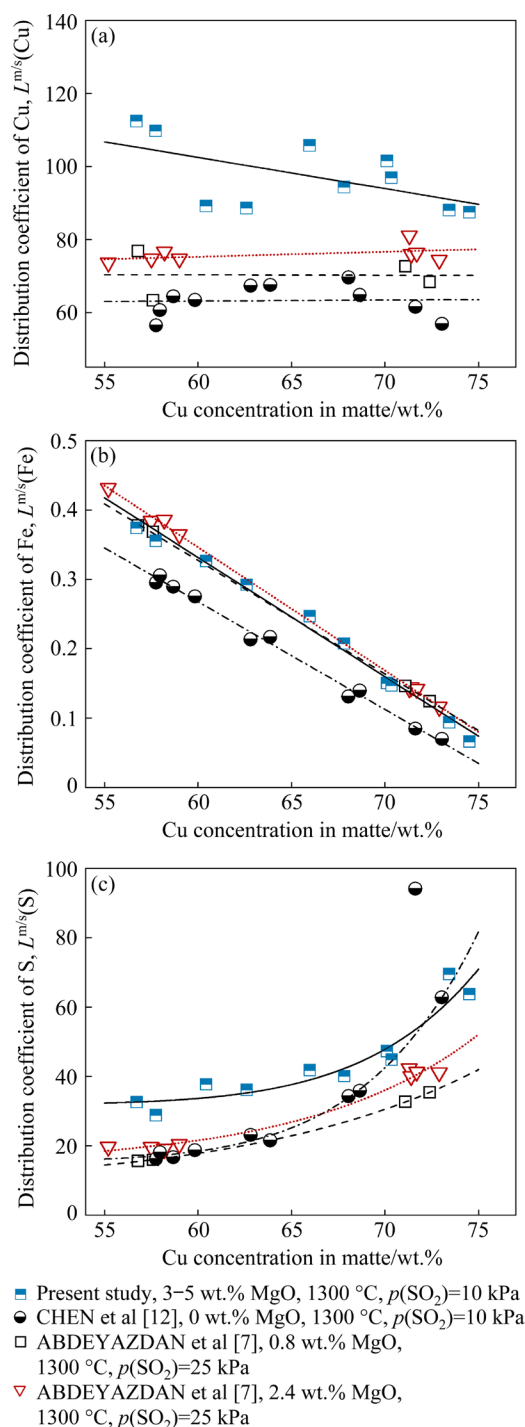 (a)
140
120
100
80
60
Distribution coefficient of Cu, L^{m/s}(Cu)
55 60 65 70 75
Cu concentration in matte/wt.%
(b)
0.5
0.4
0.3
0.2
0.1
0
Distribution coefficient of Fe, L^{m/s}(Fe)
55 60 65 70 75
Cu concentration in matte/wt.%
(c)
100
80
60
40
20
0
Distribution coefficient of S, L^{m/s}(S)
55 60 65 70 75
Cu concentration in matte/wt.%
Present study, 3−5 wt.% MgO, 1300 °C, p(SO₂)=10 kPa
CHEN et al [12], 0 wt.% MgO, 1300 °C, p(SO₂)=10 kPa
ABDEYAZDAN et al [7], 0.8 wt.% MgO,
1300 °C, p(SO₂)=25 kPa
ABDEYAZDAN et al [7], 2.4 wt.% MgO,
1300 °C, p(SO₂)=25 kPa